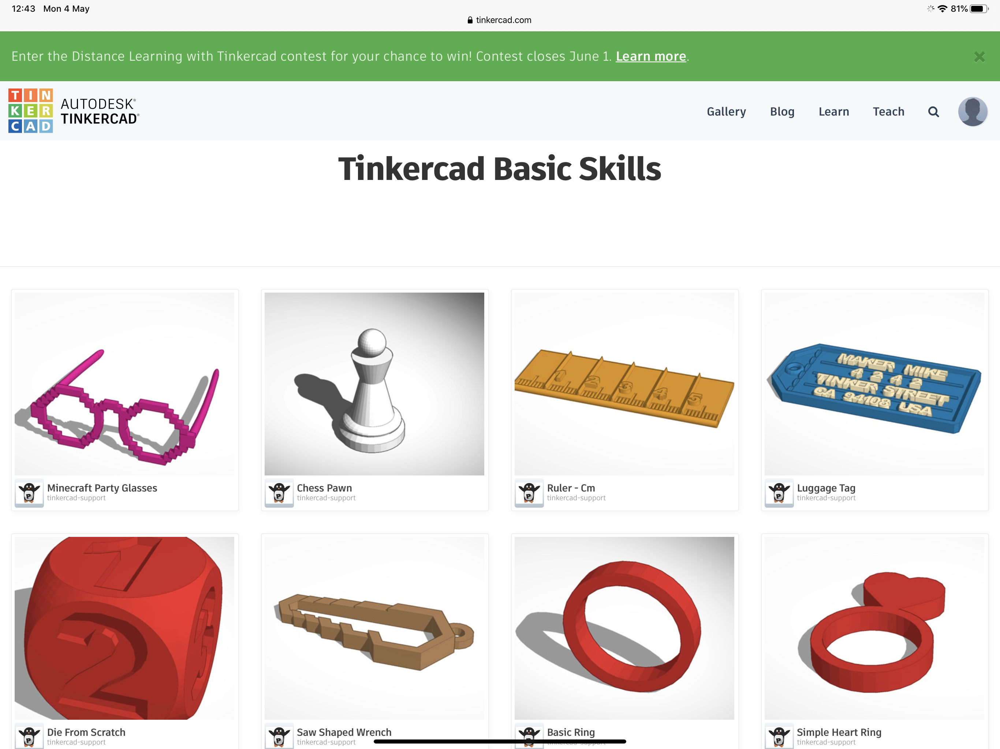 12:43 Mon 4 May
81%
tinkercad.com
Enter the Distance Learning with Tinkercad contest for your chance to win! Contest closes June 1. Learn more.
TIN
KER
CAD
AUTODESK®
TINKERCAD®
Gallery Blog Learn Teach
Tinkercad Basic Skills
1 2 3 4 5
MAKER MIKE
4 2 4 2
TINKER STREET
CA 94108 USA
P
Minecraft Party Glasses
tinkercad-support
P
Chess Pawn
tinkercad-support
P
Ruler - Cm
tinkercad-support
P
Luggage Tag
tinkercad-support
1
2
P
Die From Scratch
tinkercad-support
P
Saw Shaped Wrench
tinkercad-support
P
Basic Ring
tinkercad-support
P
Simple Heart Ring
tinkercad-support